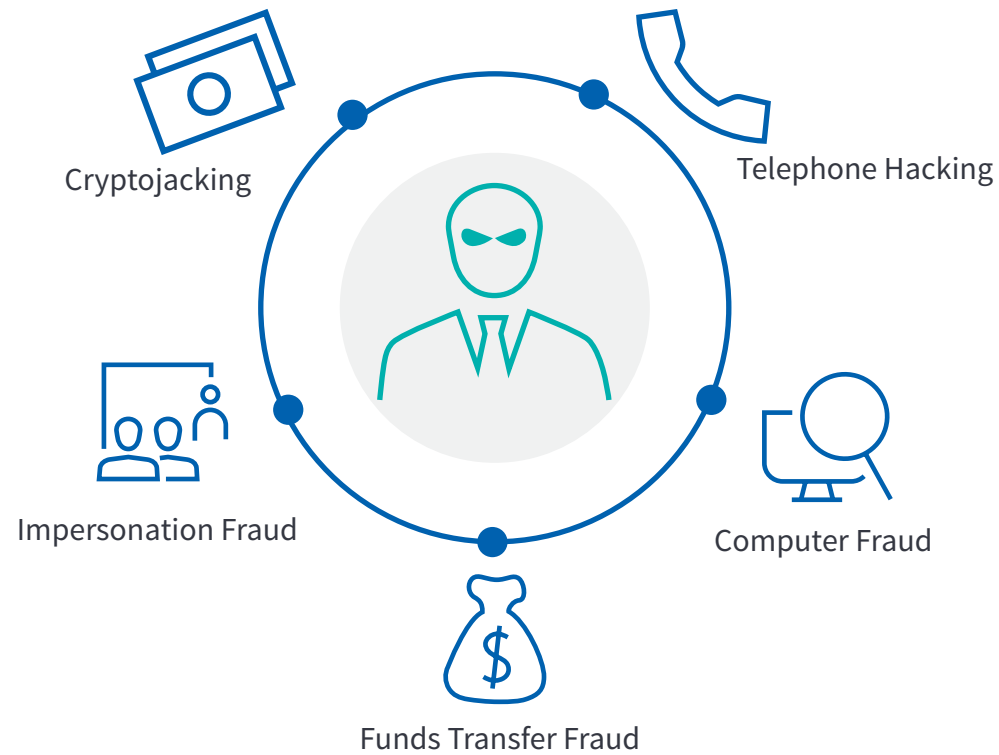 Cryptojacking
Telephone Hacking
Impersonation Fraud
Computer Fraud
$
Funds Transfer Fraud